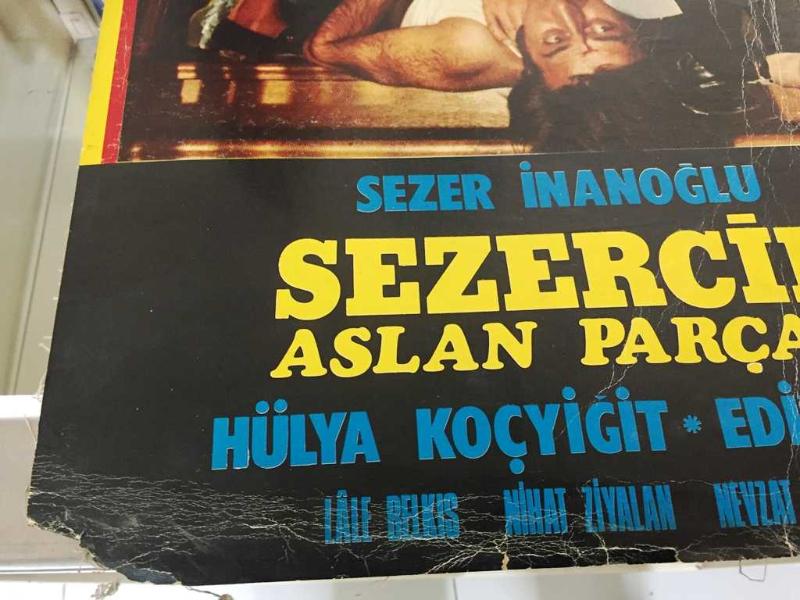 SEZER İNANOĞLU
SEZERCİ
ASLAN PARÇA
HÜLYA KOÇYİĞİT * EDİ
LÂLE BELKIS NİHAT ZİYALAN NEVZAT